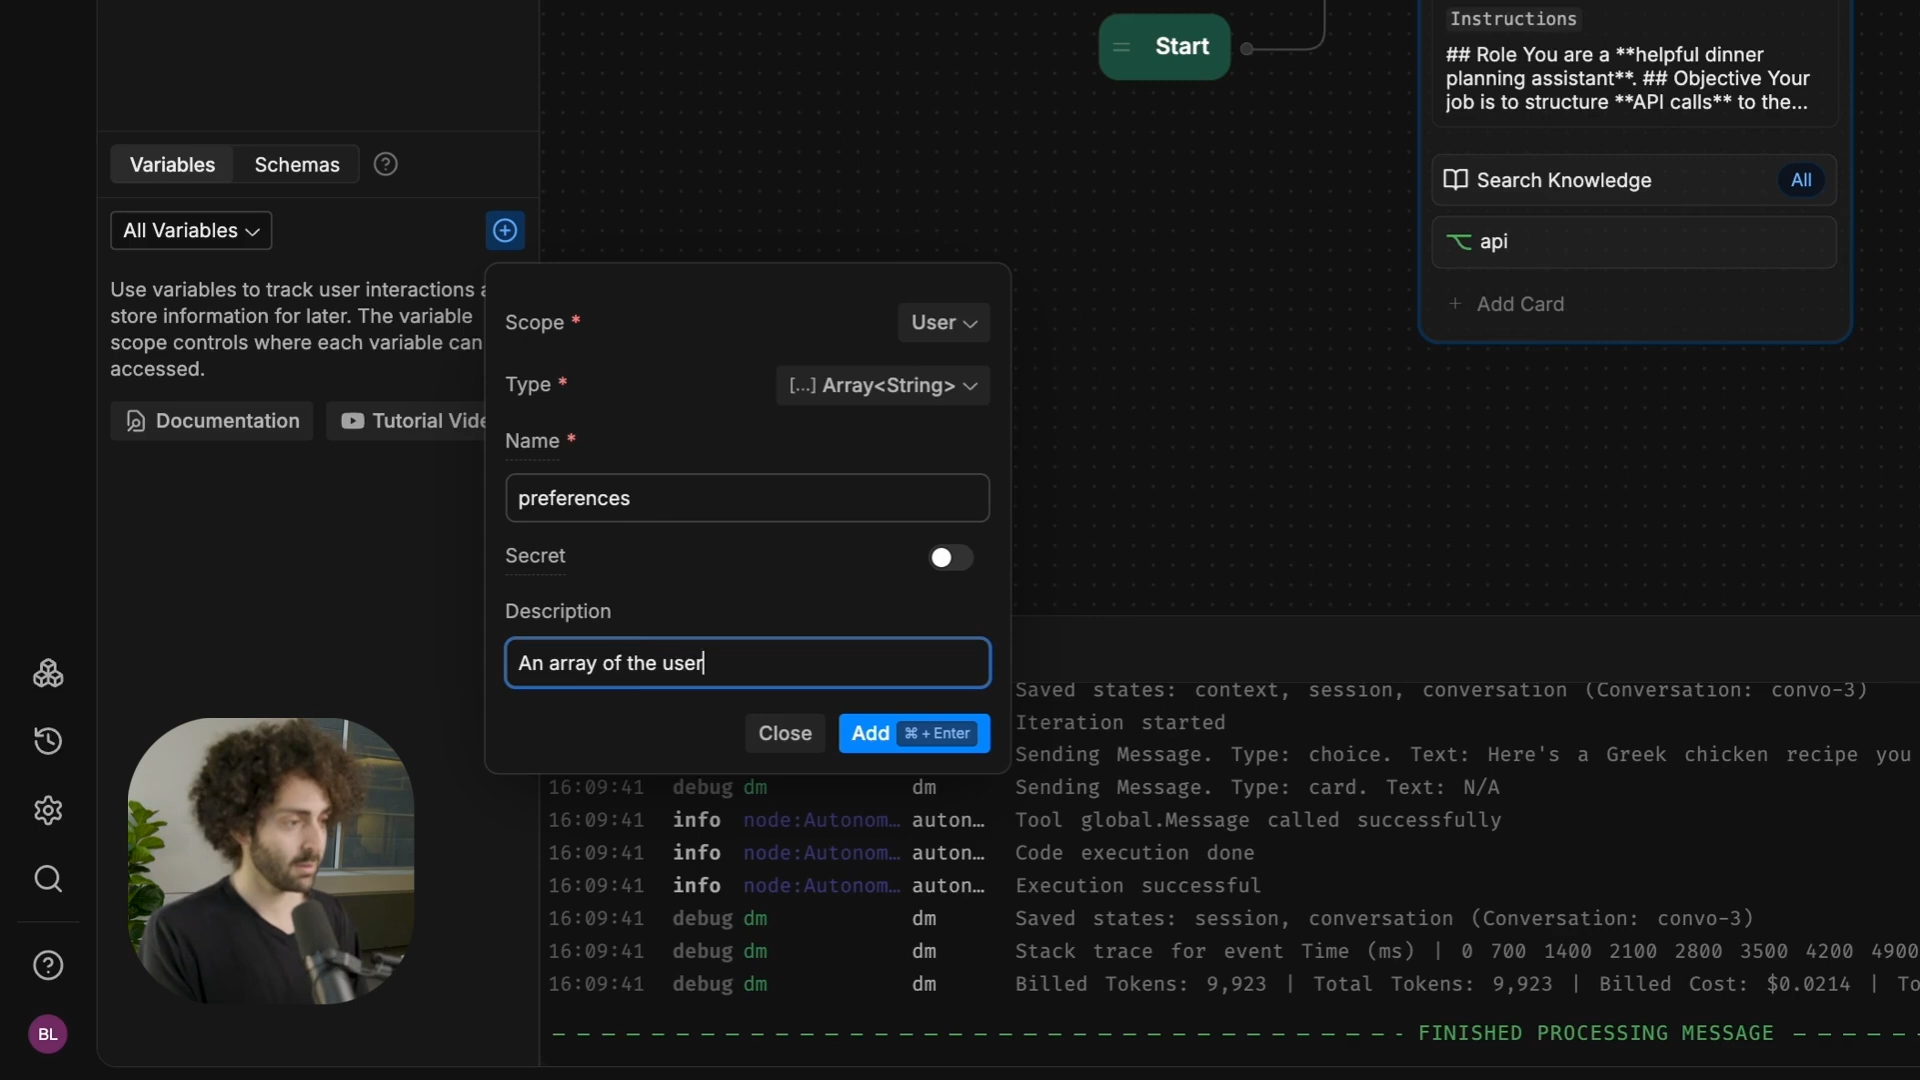 Start
Instructions
## Role You are a **helpful dinner
planning assistant**. ## Objective Your
job is to structure **API calls** to the...
Search Knowledge All
api
+ Add Card
Variables Schemas
All Variables
Use variables to track user interactions
store information for later. The variable
scope controls where each variable can
accessed.
Documentation Tutorial Vide
Scope *
User
Type *
[...] Array<String>
Name *
preferences
Secret
Description
An array of the user
Close Add ⌘ + Enter
Saved states: context, session, conversation (Conversation: convo-3)
Iteration started
Sending Message. Type: choice. Text: Here's a Greek chicken recipe you
16:09:41 debug dm dm Sending Message. Type: card. Text: N/A
16:09:41 info node:Autonom… auton… Tool global.Message called successfully
16:09:41 info node:Autonom… auton… Code execution done
16:09:41 info node:Autonom… auton… Execution successful
16:09:41 debug dm dm Saved states: session, conversation (Conversation: convo-3)
16:09:41 debug dm dm Stack trace for event Time (ms) | 0 700 1400 2100 2800 3500 4200 4900
16:09:41 debug dm dm Billed Tokens: 9,923 | Total Tokens: 9,923 | Billed Cost: $0.0214 | To
FINISHED PROCESSING MESSAGE
BL